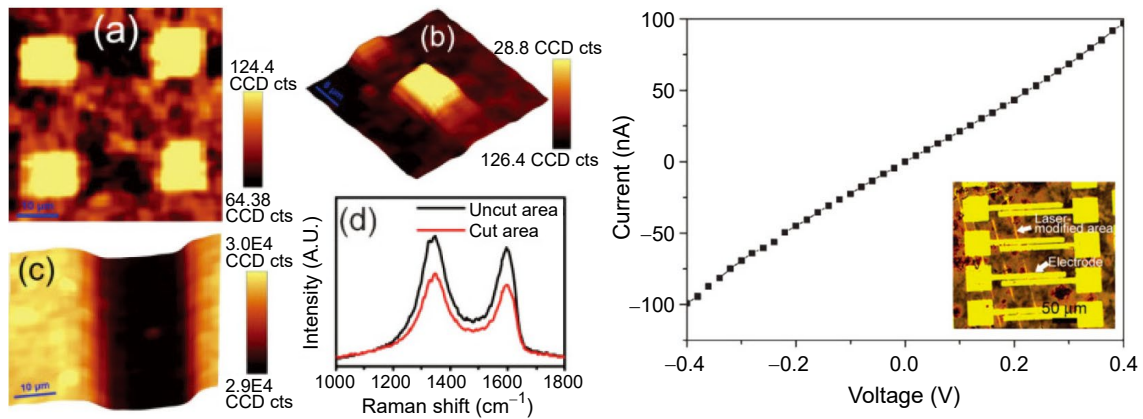 (a)
124.4
CCD cts
64.38
CCD cts
10 μm
(b)
28.8 CCD cts
126.4 CCD cts
(c)
3.0E4
CCD cts
2.9E4
CCD cts
10 μm
(d)
Uncut area
Cut area
Intensity (A.U.)
1000
1200
1400
1600
1800
Raman shift (cm⁻¹)
100
50
0
−50
−100
Current (nA)
−0.4
−0.2
0.0
0.2
0.4
Voltage (V)
Laser-
modified area
Electrode
50 μm